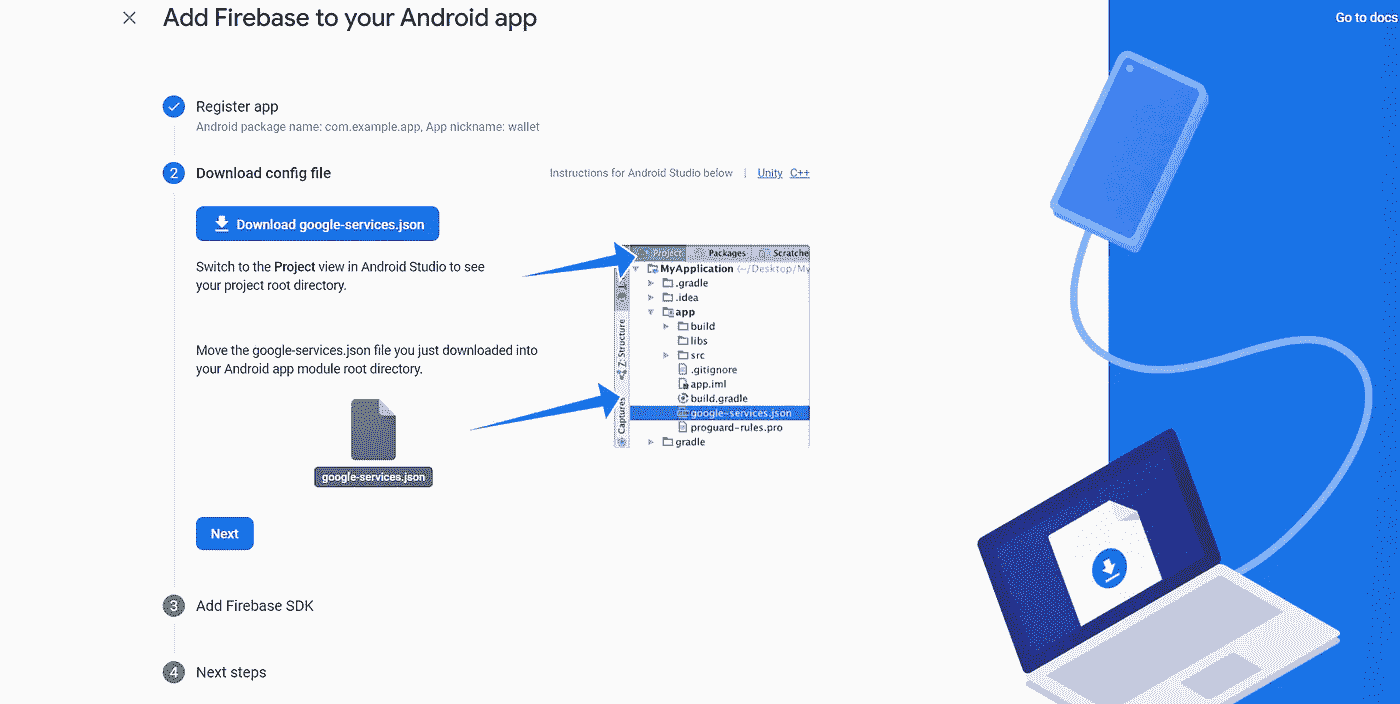 Add Firebase to your Android app
Go to docs
Register app
Android package name: com.example.app, App nickname: wallet
2
Download config file
Instructions for Android Studio below | Unity C++
Download google-services.json
Switch to the Project view in Android Studio to see
your project root directory.
Move the google-services.json file you just downloaded into
your Android app module root directory.
google-services.json
Project Packages Scratche
MyApplication (~/Desktop/My
.gradle
.idea
app
build
libs
src
.gitignore
app.iml
build.gradle
google-services.json
proguard-rules.pro
gradle
Z: Structure
Captures
Next
3
Add Firebase SDK
4
Next steps